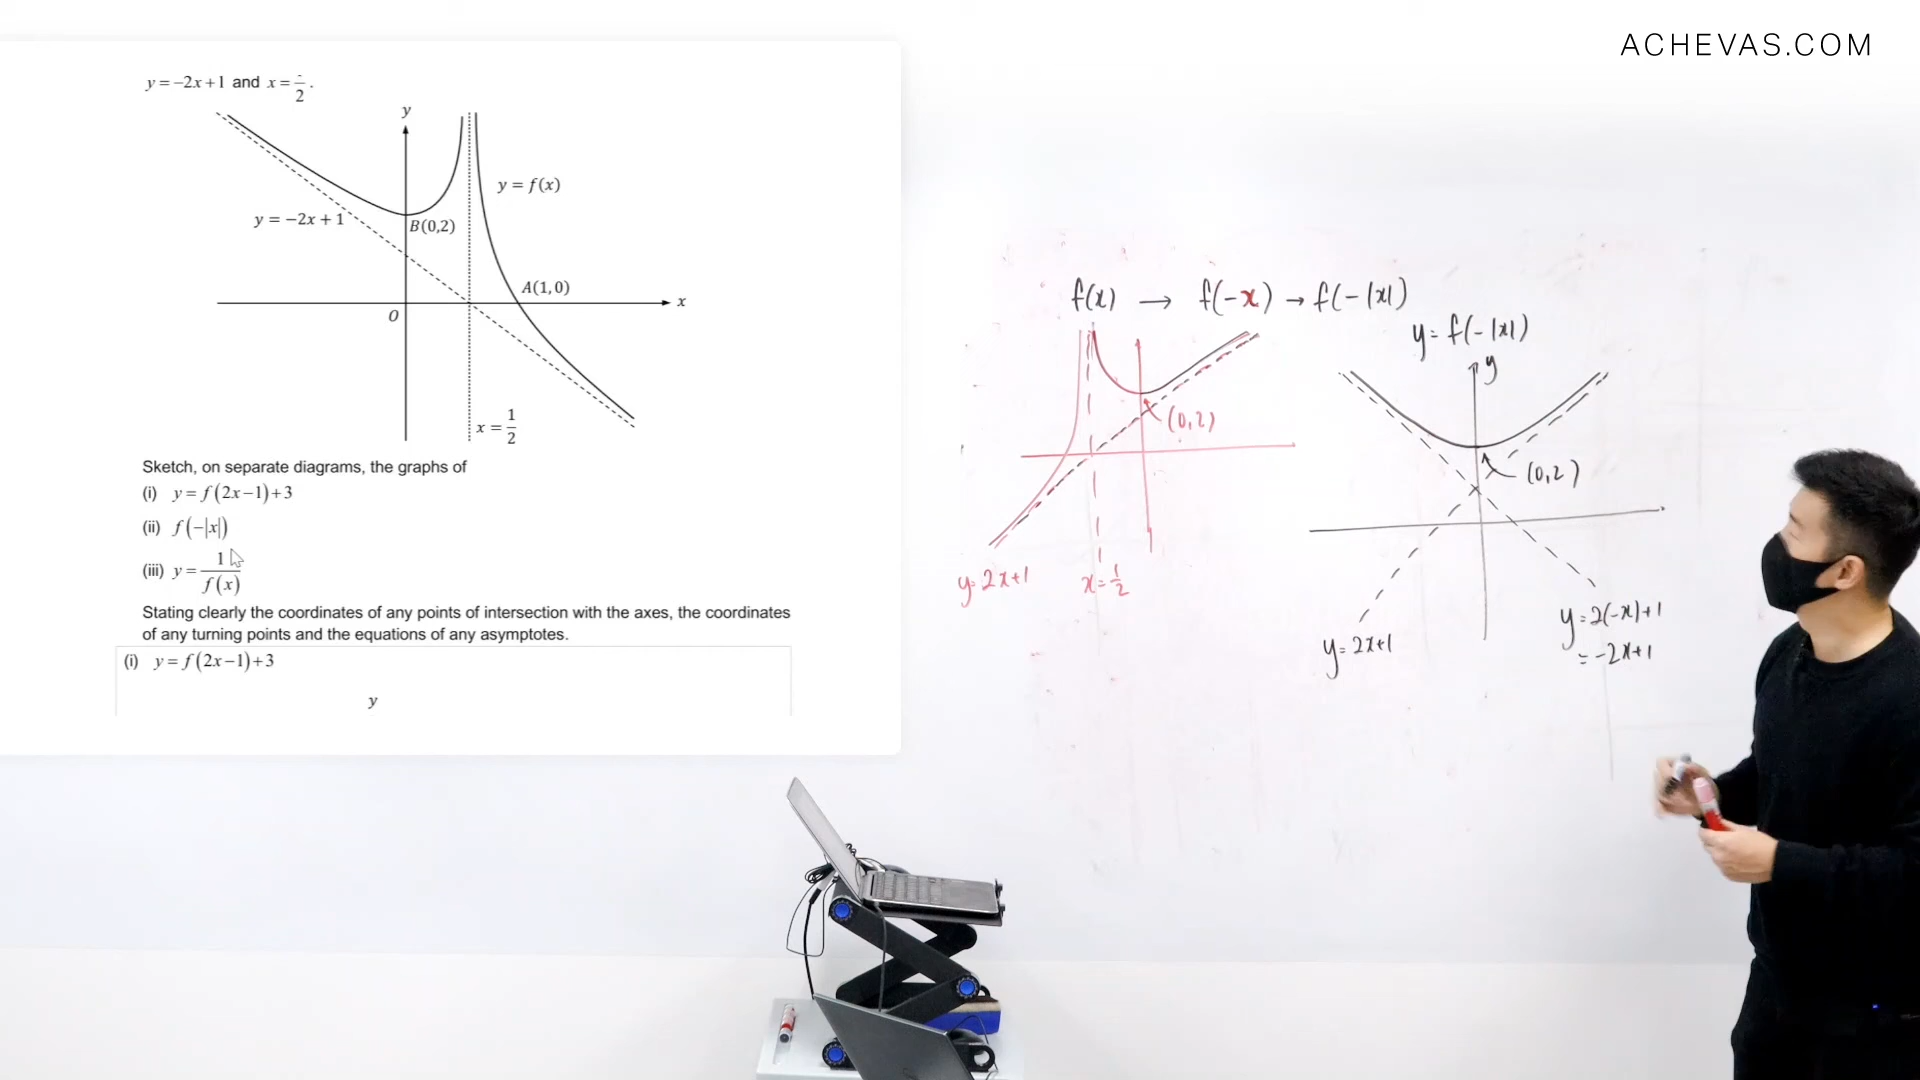 ACHEVAS.COM
y = −2x + 1 and x = 1/2 .
y
y = f(x)
y = −2x + 1
B(0,2)
A(1,0)
x
O
x = 1/2
Sketch, on separate diagrams, the graphs of
(i) y = f(2x−1)+3
(ii) f(−|x|)
(iii) y = 1/f(x)
Stating clearly the coordinates of any points of intersection with the axes, the coordinates
of any turning points and the equations of any asymptotes.
(i) y = f(2x−1)+3
y
f(x) → f(-x) → f(-|x|)
y = f(-|x|)
y
(0,2)
(0,2)
y = 2x+1
x = 1/2
y = 2x+1
y = 2(-x)+1
= -2x+1